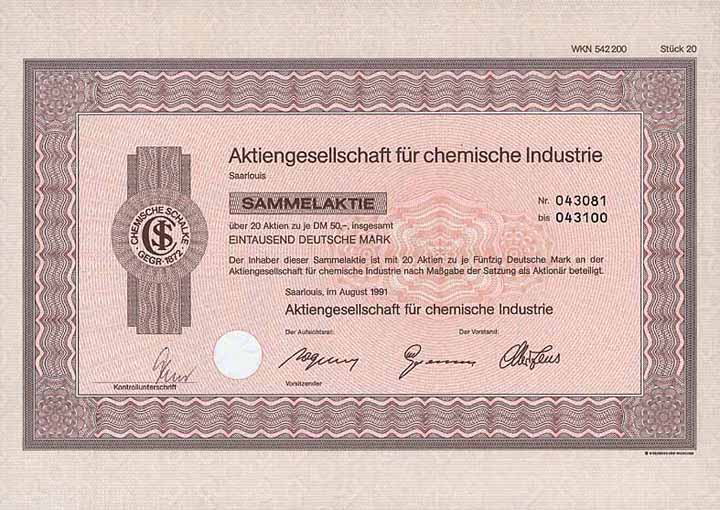 WKN 542 200 Stück 20
Aktiengesellschaft für chemische Industrie
Saarlouis
SAMMELAKTIE
Nr. 043081
bis 043100
über 20 Aktien zu je DM 50,-, insgesamt
EINTAUSEND DEUTSCHE MARK
Der Inhaber dieser Sammelaktie ist mit 20 Aktien zu je Fünfzig Deutsche Mark an der
Aktiengesellschaft für chemische Industrie nach Maßgabe der Satzung als Aktionär beteiligt.
CHEMISCHE SCHALKE
GEGR·1872
Saarlouis, im August 1991
Aktiengesellschaft für chemische Industrie
Der Aufsichtsrat: Der Vorstand:
Vorsitzender
Kontrollunterschrift